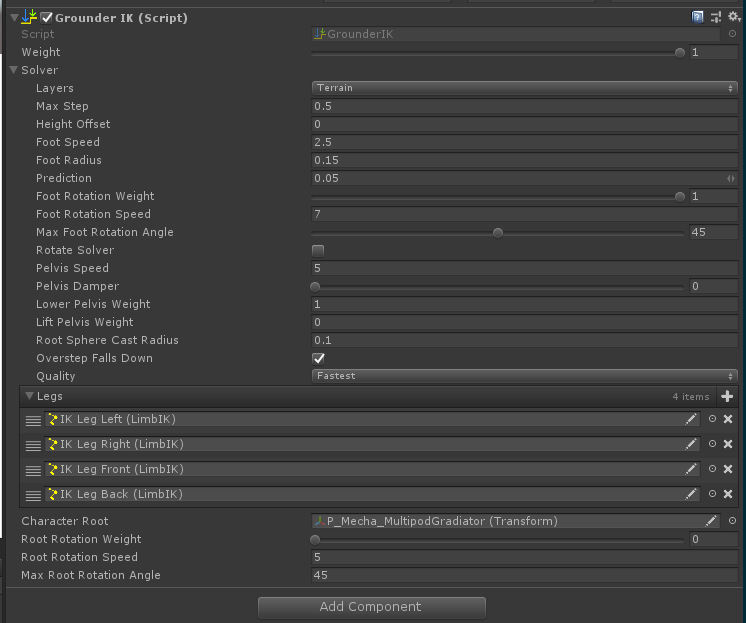 Grounder IK (Script)
Script GrounderIK
Weight 1
Solver
Layers Terrain
Max Step 0.5
Height Offset 0
Foot Speed 2.5
Foot Radius 0.15
Prediction 0.05
Foot Rotation Weight 1
Foot Rotation Speed 7
Max Foot Rotation Angle 45
Rotate Solver
Pelvis Speed 5
Pelvis Damper 0
Lower Pelvis Weight 1
Lift Pelvis Weight 0
Root Sphere Cast Radius 0.1
Overstep Falls Down
Quality Fastest
Legs 4 items
IK Leg Left (LimbIK)
IK Leg Right (LimbIK)
IK Leg Front (LimbIK)
IK Leg Back (LimbIK)
Character Root P_Mecha_MultipodGradiator (Transform)
Root Rotation Weight 0
Root Rotation Speed 5
Max Root Rotation Angle 45
Add Component